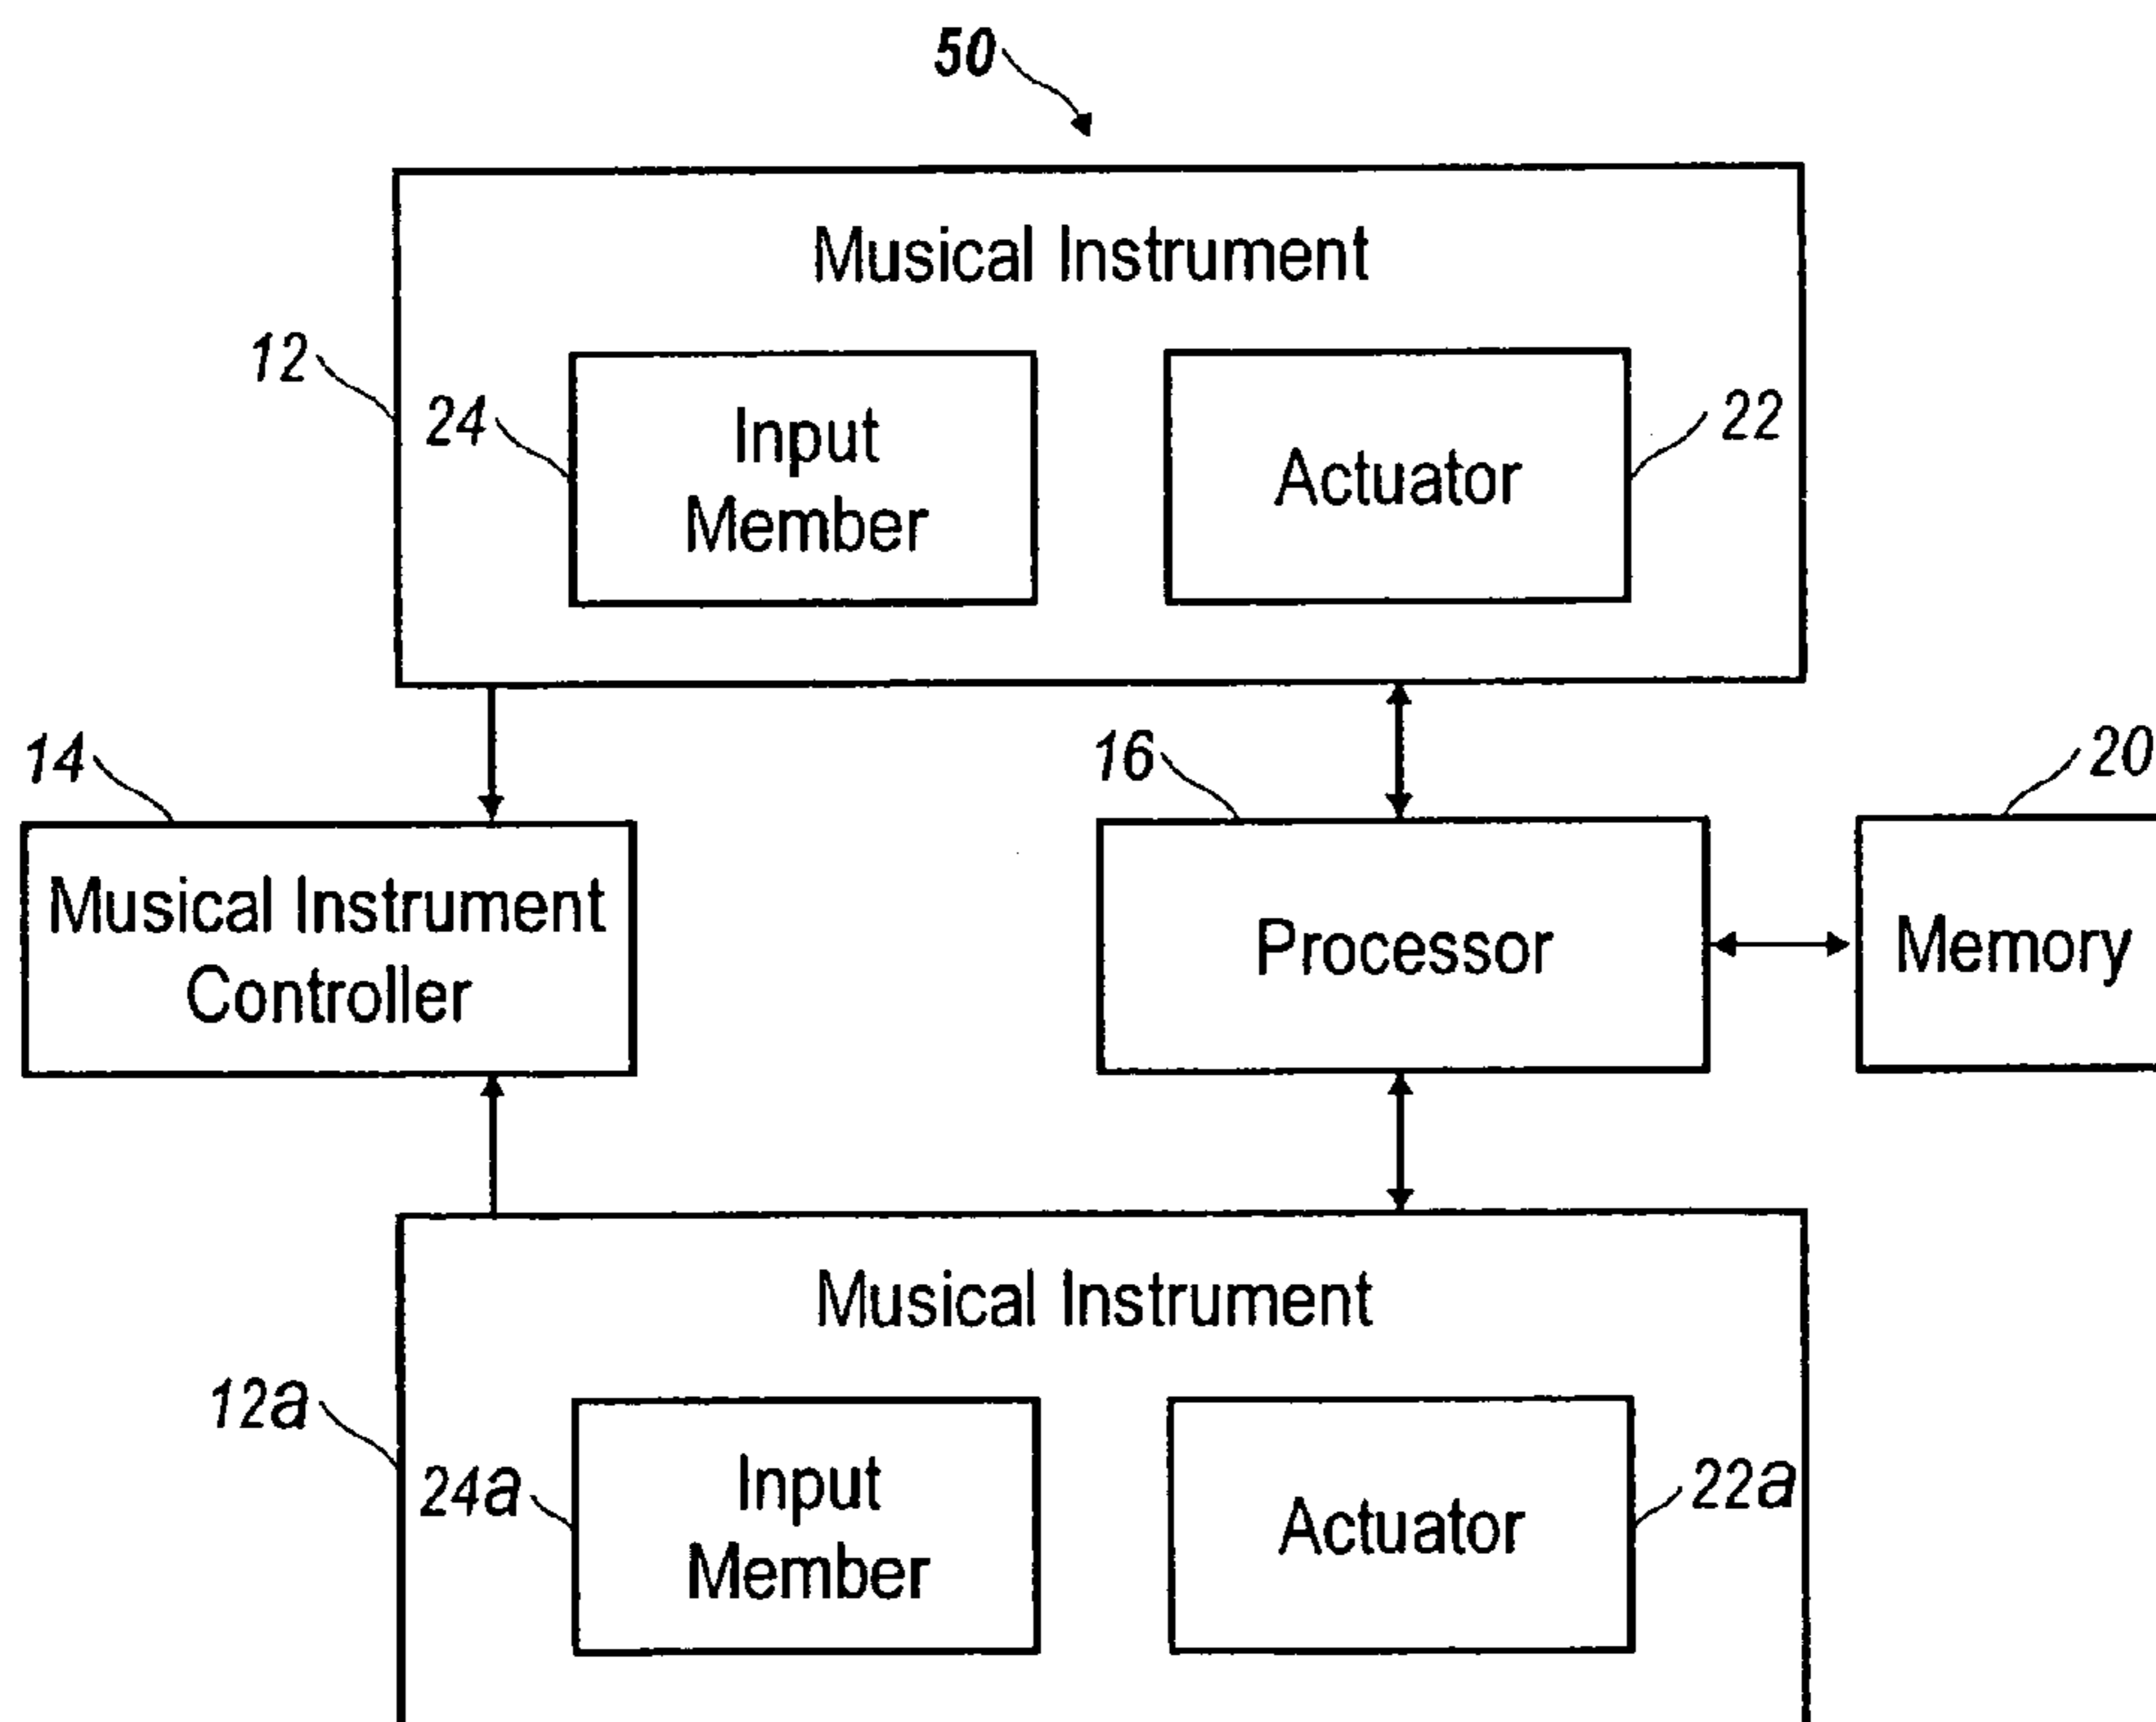 50
Musical Instrument
12
24
Input
Member
Actuator
22
14
16
20
Musical Instrument
Controller
Processor
Memory
Musical Instrument
12a
24a
Input
Member
Actuator
22a